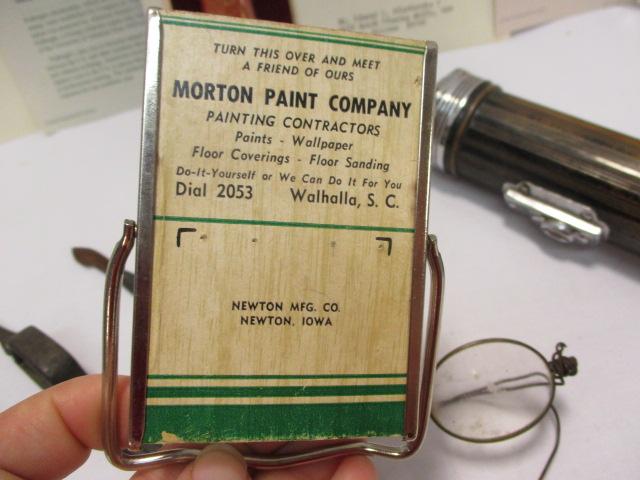 TURN THIS OVER AND MEET
A FRIEND OF OURS
MORTON PAINT COMPANY
PAINTING CONTRACTORS
Paints - Wallpaper
Floor Coverings - Floor Sanding
Do-It-Yourself or We Can Do It For You
Dial 2053 Walhalla, S. C.
NEWTON MFG. CO.
NEWTON, IOWA